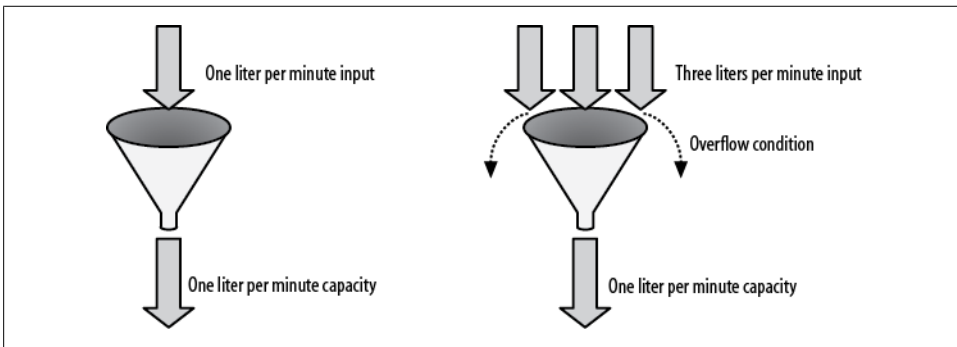 One liter per minute input
Three liters per minute input
Overflow condition
One liter per minute capacity
One liter per minute capacity